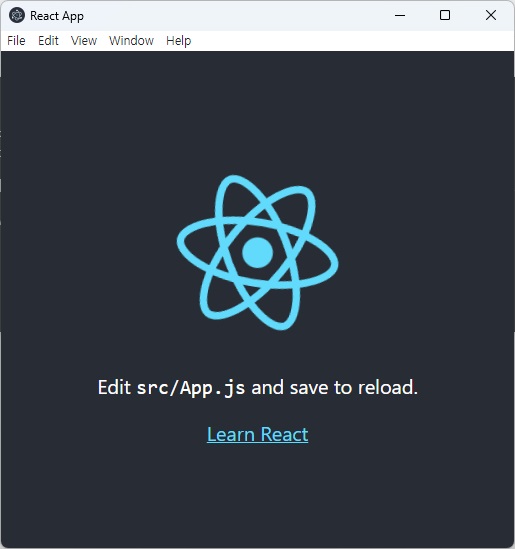 React App
File Edit View Window Help
Edit src/App.js and save to reload.
Learn React